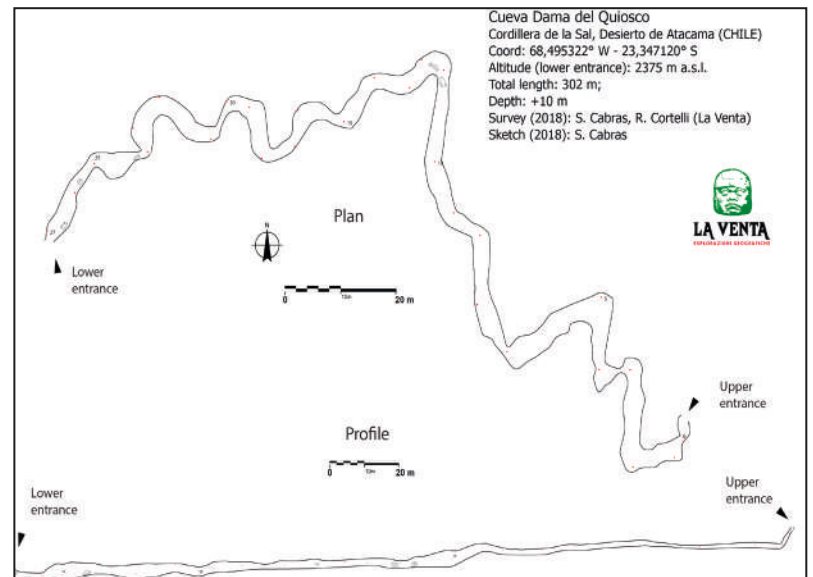 Cueva Dama del Quiosco
Cordillera de la Sal, Desierto de Atacama (CHILE)
Coord: 68,495322° W - 23,347120° S
Altitude (lower entrance): 2375 m a.s.l.
Total length: 302 m;
Depth: +10 m
Survey (2018): S. Cabras, R. Cortelli (La Venta)
Sketch (2018): S. Cabras
LA VENTA
ESPLORAZIONI GEOGRAFICHE
Plan
N
Lower
entrance
0
10m
20 m
Upper
entrance
Profile
0
10m
20 m
Lower
entrance
Upper
entrance